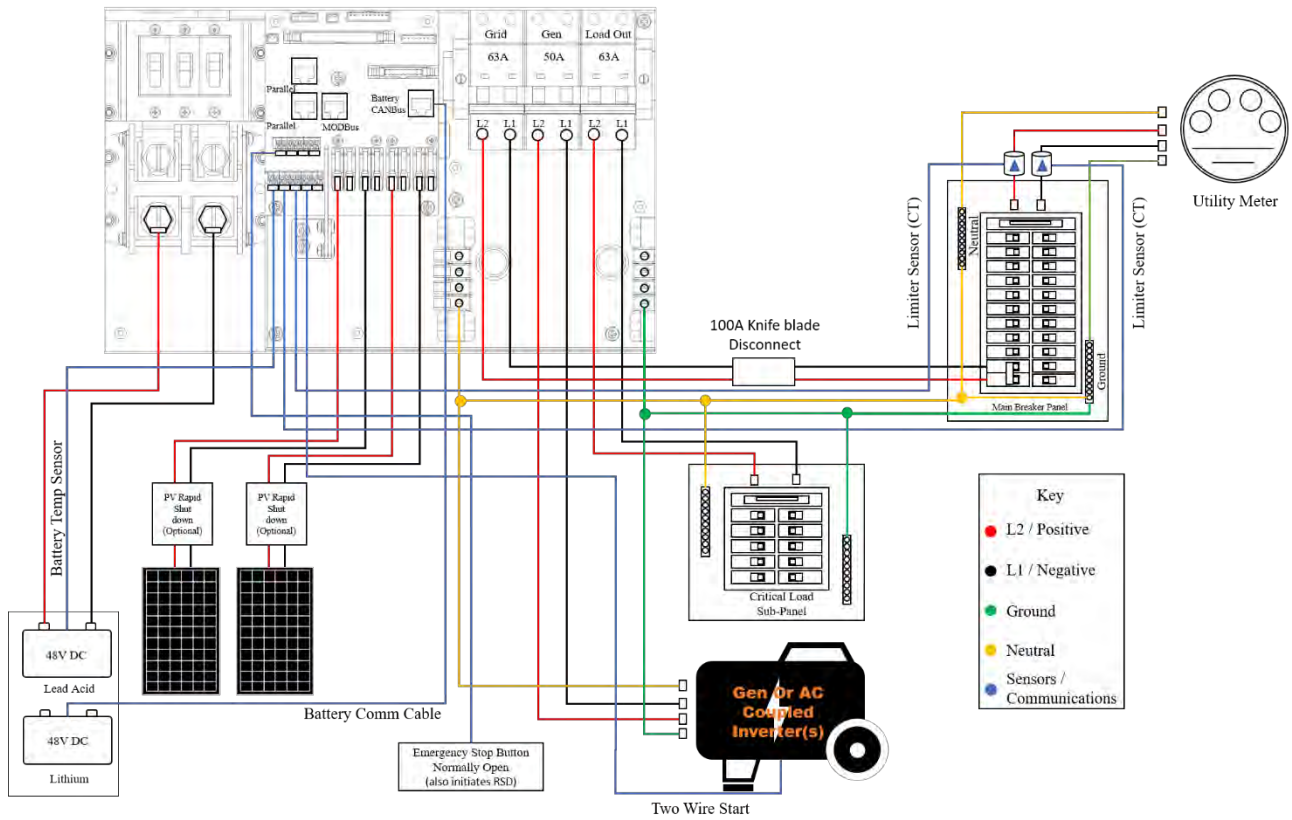 Grid
Gen
Load Out
63A
50A
63A
Parallel
Parallel
MODBus
Battery
CANBus
L2
L1
L2
L1
L2
L1
Utility Meter
Limiter Sensor (CT)
Neutral
Limiter Sensor (CT)
Ground
Main Breaker Panel
100A Knife blade
Disconnect
Battery Temp Sensor
PV Rapid
Shut
down
(Optional)
PV Rapid
Shut
down
(Optional)
Critical Load
Sub-Panel
Key
L2 / Positive
L1 / Negative
Ground
Neutral
Sensors /
Communications
48V DC
Lead Acid
48V DC
Lithium
Battery Comm Cable
Emergency Stop Button
Normally Open
(also initiates RSD)
Gen Or AC
Coupled
Inverter(s)
Two Wire Start